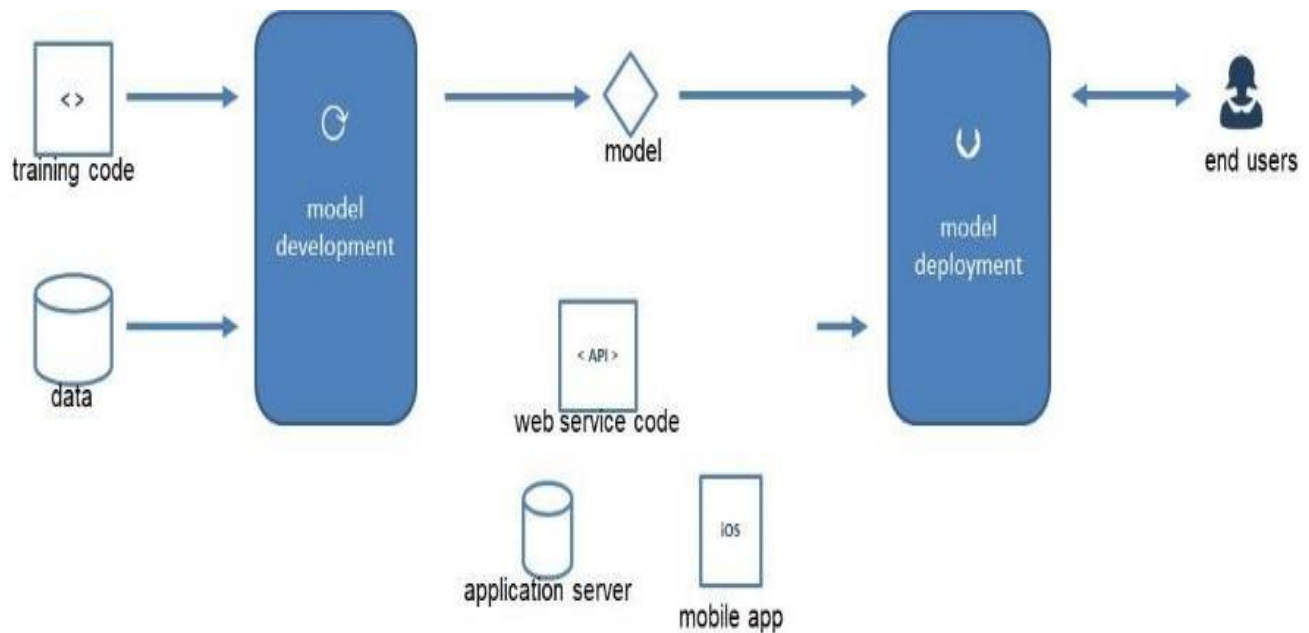 < >
training code
data
model
development
model
< API >
web service code
application server
iOS
mobile app
model
deployment
end users